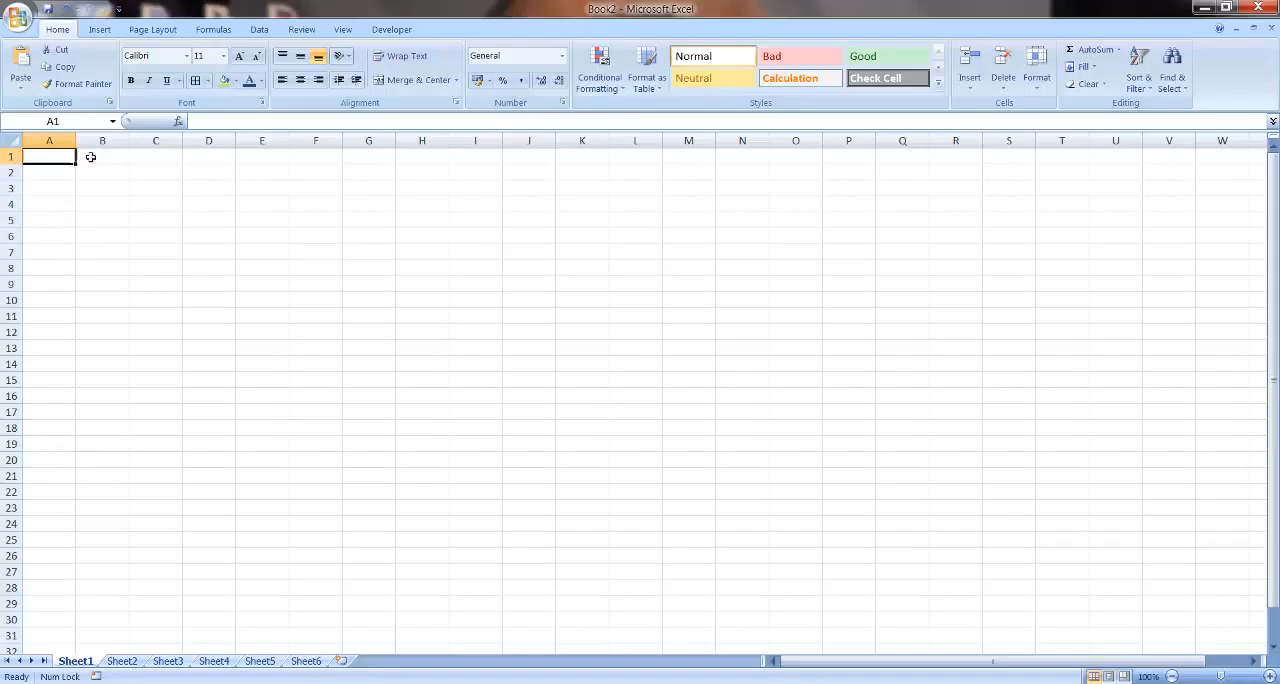 Book2 - Microsoft Excel
Home Insert Page Layout Formulas Data Review View Developer
Paste
Cut
Copy
Format Painter
Clipboard
Calibri 11
B I U
Font
Wrap Text
Merge & Center
Alignment
General
%
Number
Conditional Formatting
Format as Table
Normal Bad Good
Neutral Calculation Check Cell
Styles
Insert Delete Format
Cells
AutoSum
Fill
Clear
Sort & Filter
Find & Select
Editing
A1 fx
A B C D E F G H I J K L M N O P Q R S T U V W
1
2
3
4
5
6
7
8
9
10
11
12
13
14
15
16
17
18
19
20
21
22
23
24
25
26
27
28
29
30
31
32
Sheet1 Sheet2 Sheet3 Sheet4 Sheet5 Sheet6
Ready Num Lock 100%